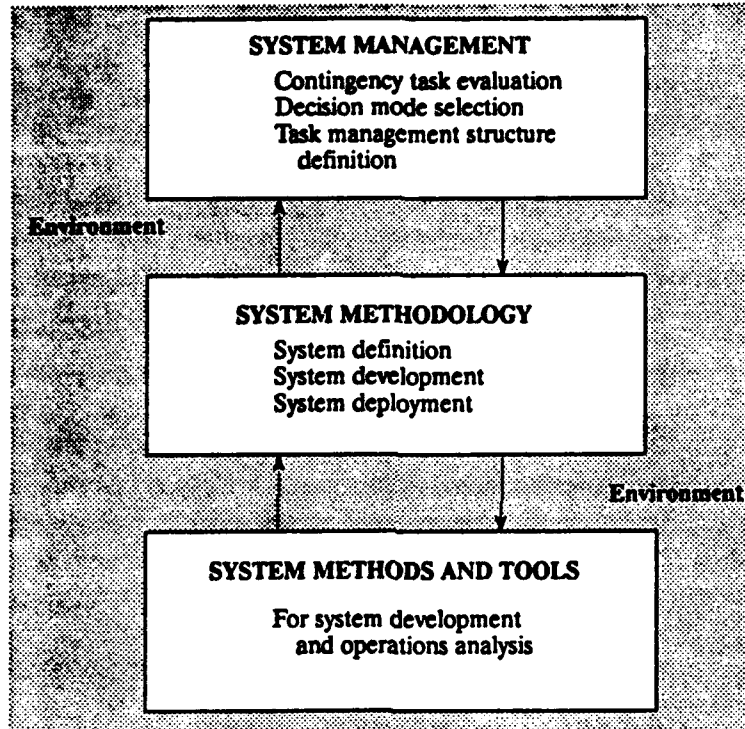 SYSTEM MANAGEMENT
Contingency task evaluation
Decision mode selection
Task management structure
definition
Environment
SYSTEM METHODOLOGY
System definition
System development
System deployment
Environment
SYSTEM METHODS AND TOOLS
For system development
and operations analysis